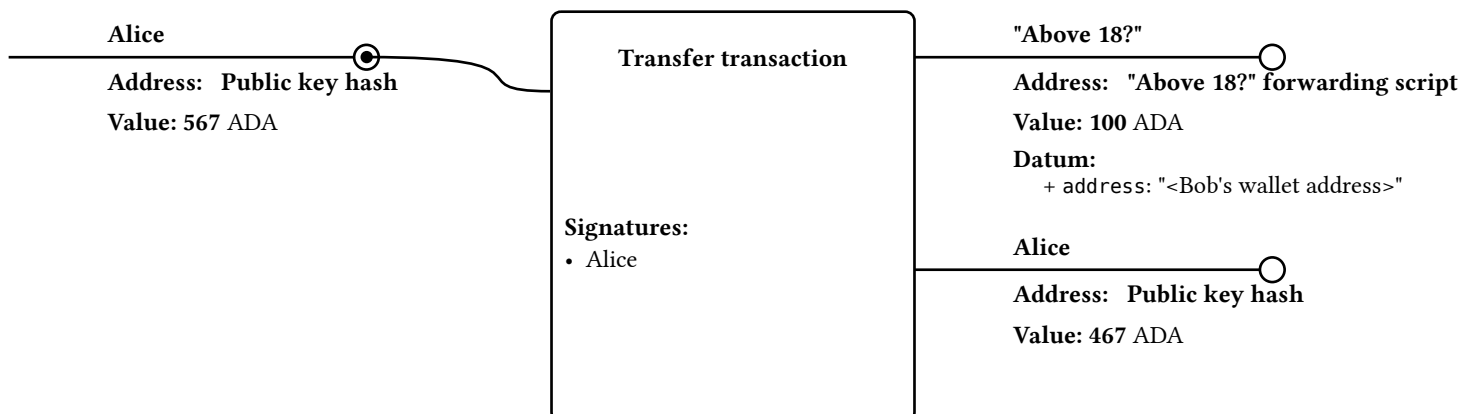 Alice
Address: Public key hash
Value: 567 ADA
Transfer transaction
Signatures:
• Alice
"Above 18?"
Address: "Above 18?" forwarding script
Value: 100 ADA
Datum:
+ address: "<Bob's wallet address>"
Alice
Address: Public key hash
Value: 467 ADA